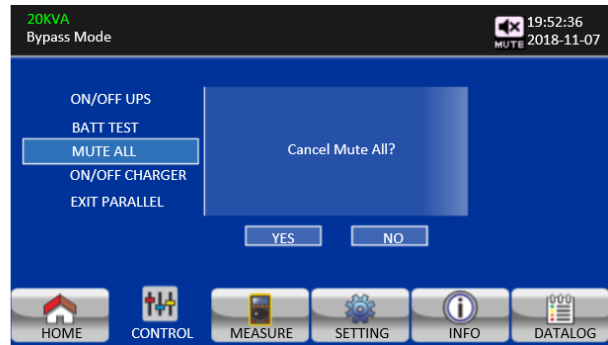 20KVA
Bypass Mode
MUTE
19:52:36
2018-11-07
ON/OFF UPS
BATT TEST
MUTE ALL
ON/OFF CHARGER
EXIT PARALLEL
Cancel Mute All?
YES
NO
HOME
CONTROL
MEASURE
SETTING
INFO
DATALOG